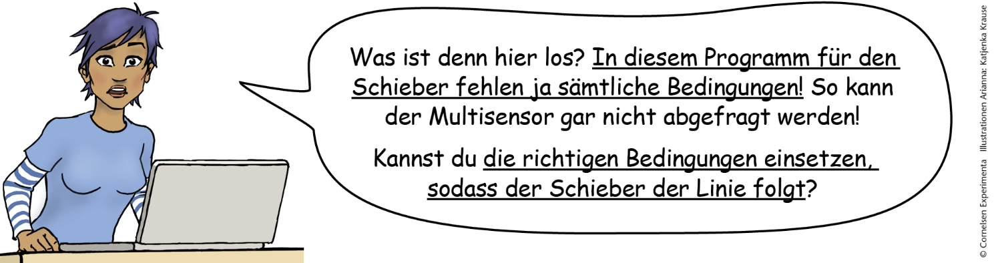 Was ist denn hier los? In diesem Programm für den
Schieber fehlen ja sämtliche Bedingungen! So kann
der Multisensor gar nicht abgefragt werden!
Kannst du die richtigen Bedingungen einsetzen,
sodass der Schieber der Linie folgt?
© Cornelsen Experimenta   Illustrationen Arianna: Katjenka Krause